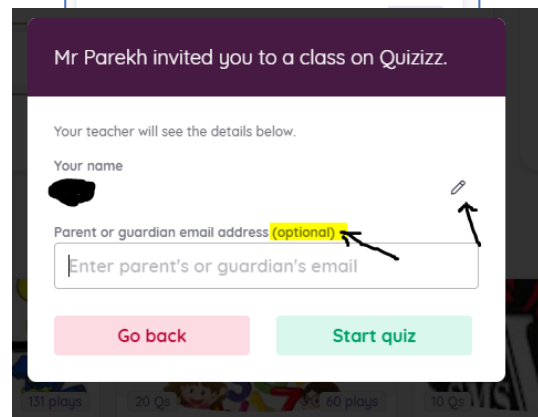 Mr Parekh invited you to a class on Quizizz.
Your teacher will see the details below.
Your name
Parent or guardian email address (optional)
Enter parent's or guardian's email
Go back
Start quiz
131 plays
20 Qs
60 plays
10 Qs